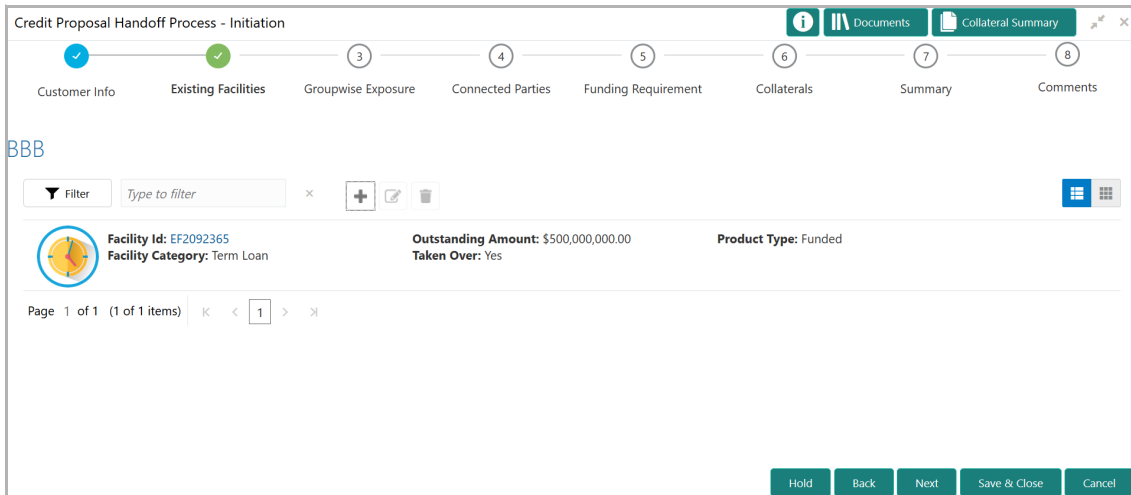 Credit Proposal Handoff Process - Initiation
i Documents Collateral Summary
3 4 5 6 7 8
Customer Info Existing Facilities Groupwise Exposure Connected Parties Funding Requirement Collaterals Summary Comments
BBB
Filter Type to filter
Facility Id: EF2092365 Outstanding Amount: $500,000,000.00 Product Type: Funded
Facility Category: Term Loan Taken Over: Yes
Page 1 of 1 (1 of 1 items) 1
Hold Back Next Save & Close Cancel